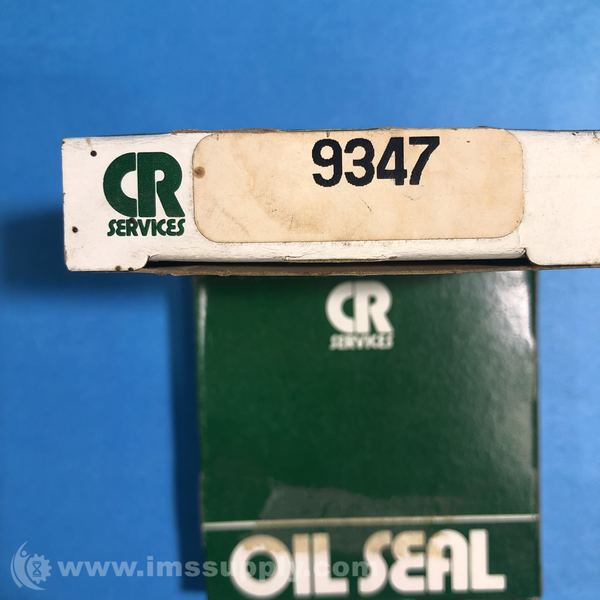 CR
SERVICES
9347
CR
SERVICES
OIL SEAL
www.imssupply.com